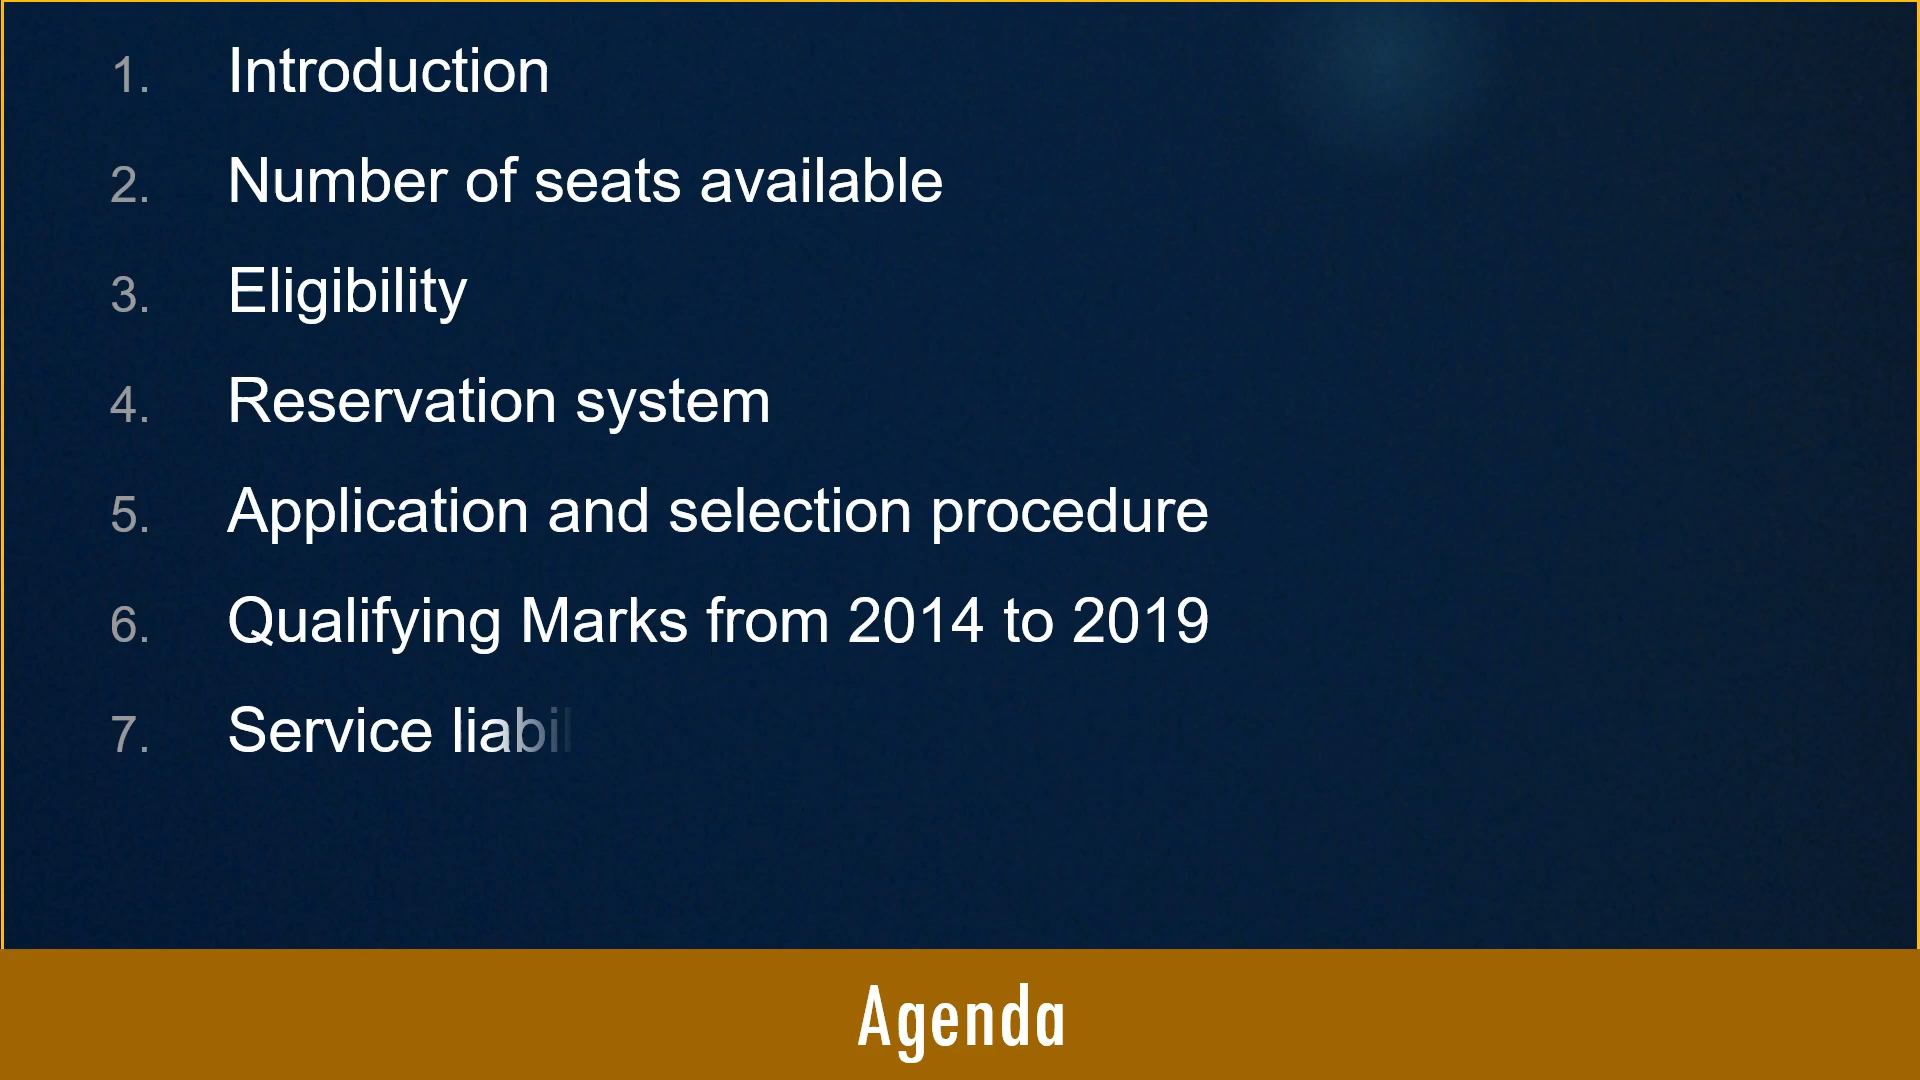 1. Introduction
2. Number of seats available
3. Eligibility
4. Reservation system
5. Application and selection procedure
6. Qualifying Marks from 2014 to 2019
7. Service liabil
Agenda